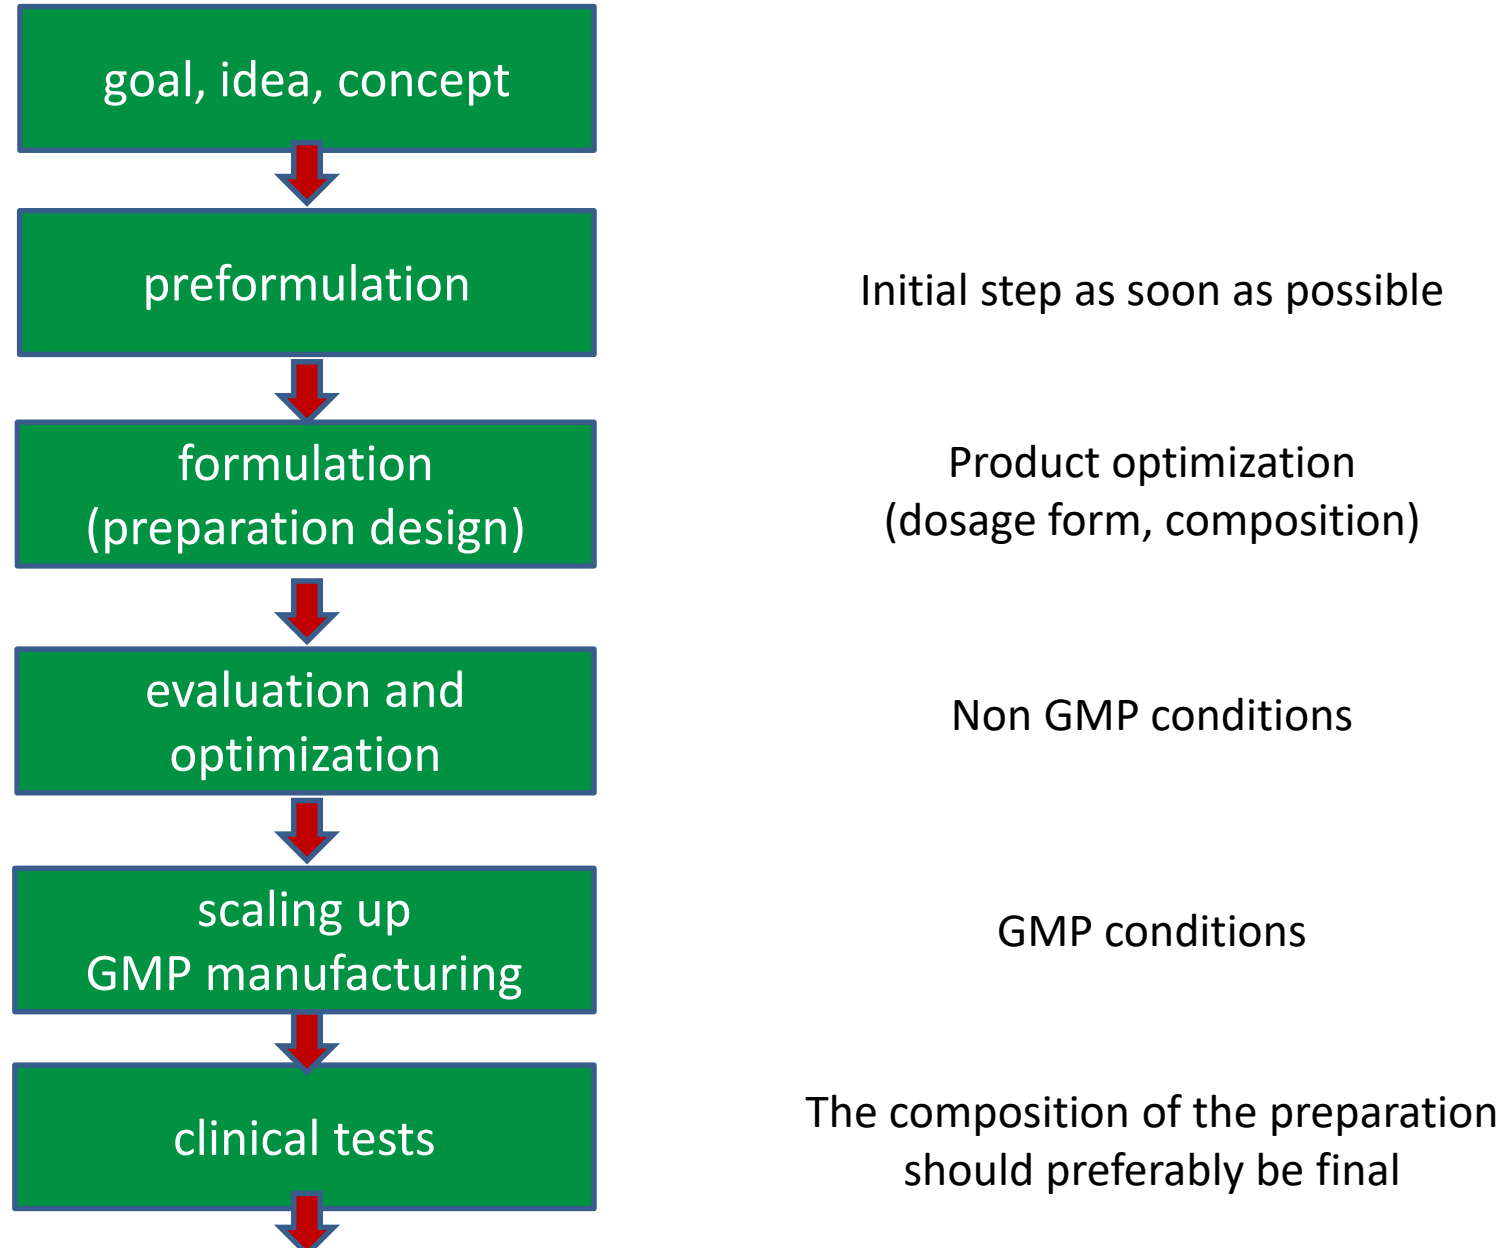 goal, idea, concept
preformulation
Initial step as soon as possible
formulation
(preparation design)
Product optimization
(dosage form, composition)
evaluation and
optimization
Non GMP conditions
scaling up
GMP manufacturing
GMP conditions
clinical tests
The composition of the preparation
should preferably be final